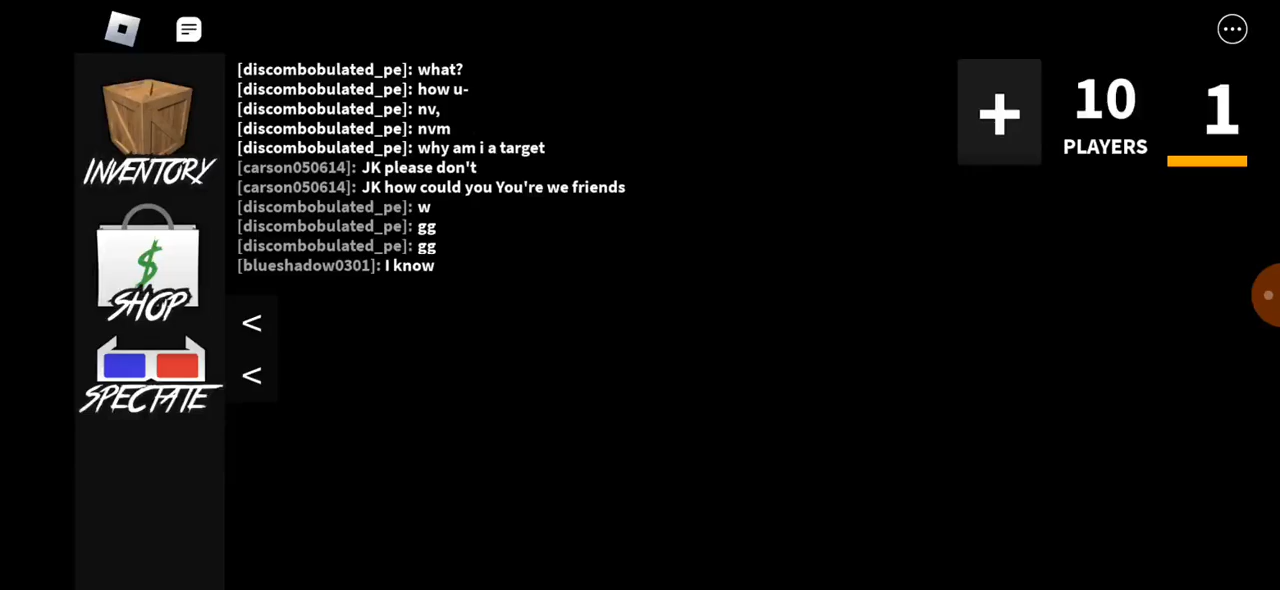 [discombobulated_pe]: what?
[discombobulated_pe]: how u-
[discombobulated_pe]: nv,
[discombobulated_pe]: nvm
[discombobulated_pe]: why am i a target
[carson050614]: JK please don't
[carson050614]: JK how could you You're we friends
[discombobulated_pe]: w
[discombobulated_pe]: gg
[discombobulated_pe]: gg
[blueshadow0301]: I know
INVENTORY
$
SHOP
<
<
SPECTATE
+
10
PLAYERS
1